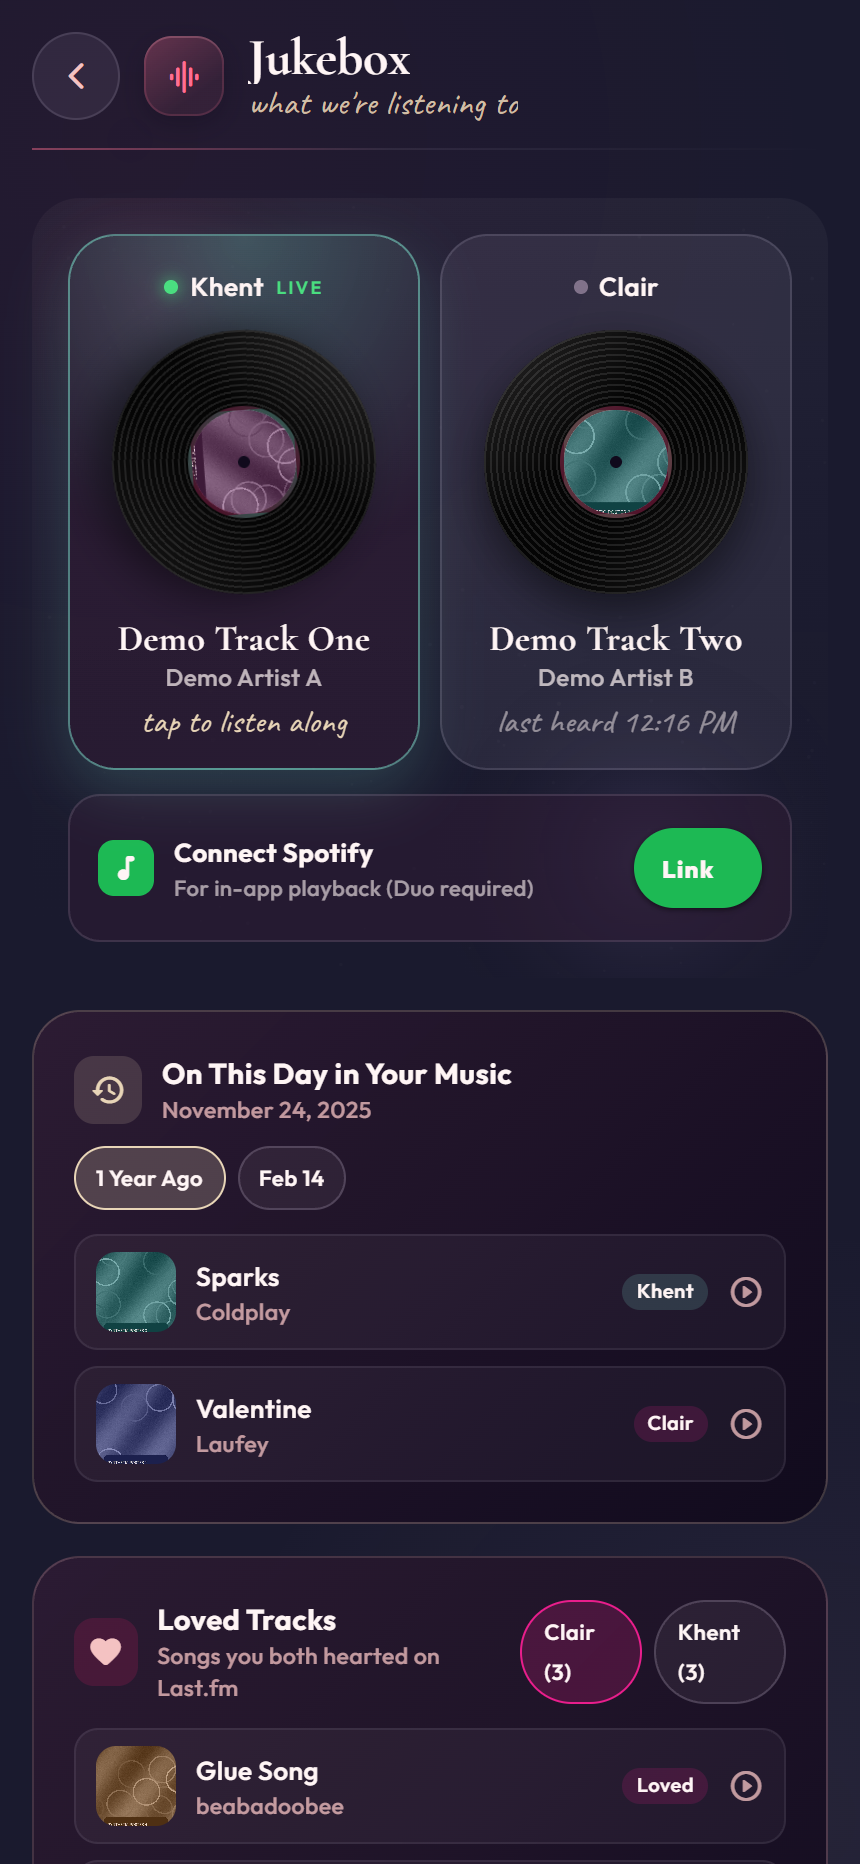 Jukebox
what we're listening to
Khent LIVE
Clair
Demo Track One
Demo Artist A
tap to listen along
Demo Track Two
Demo Artist B
last heard 12:16 PM
Connect Spotify
For in-app playback (Duo required)
Link
On This Day in Your Music
November 24, 2025
1 Year Ago
Feb 14
Sparks
Coldplay
Khent
Valentine
Laufey
Clair
Loved Tracks
Songs you both hearted on
Last.fm
Clair
(3)
Khent
(3)
Glue Song
beabadoobee
Loved